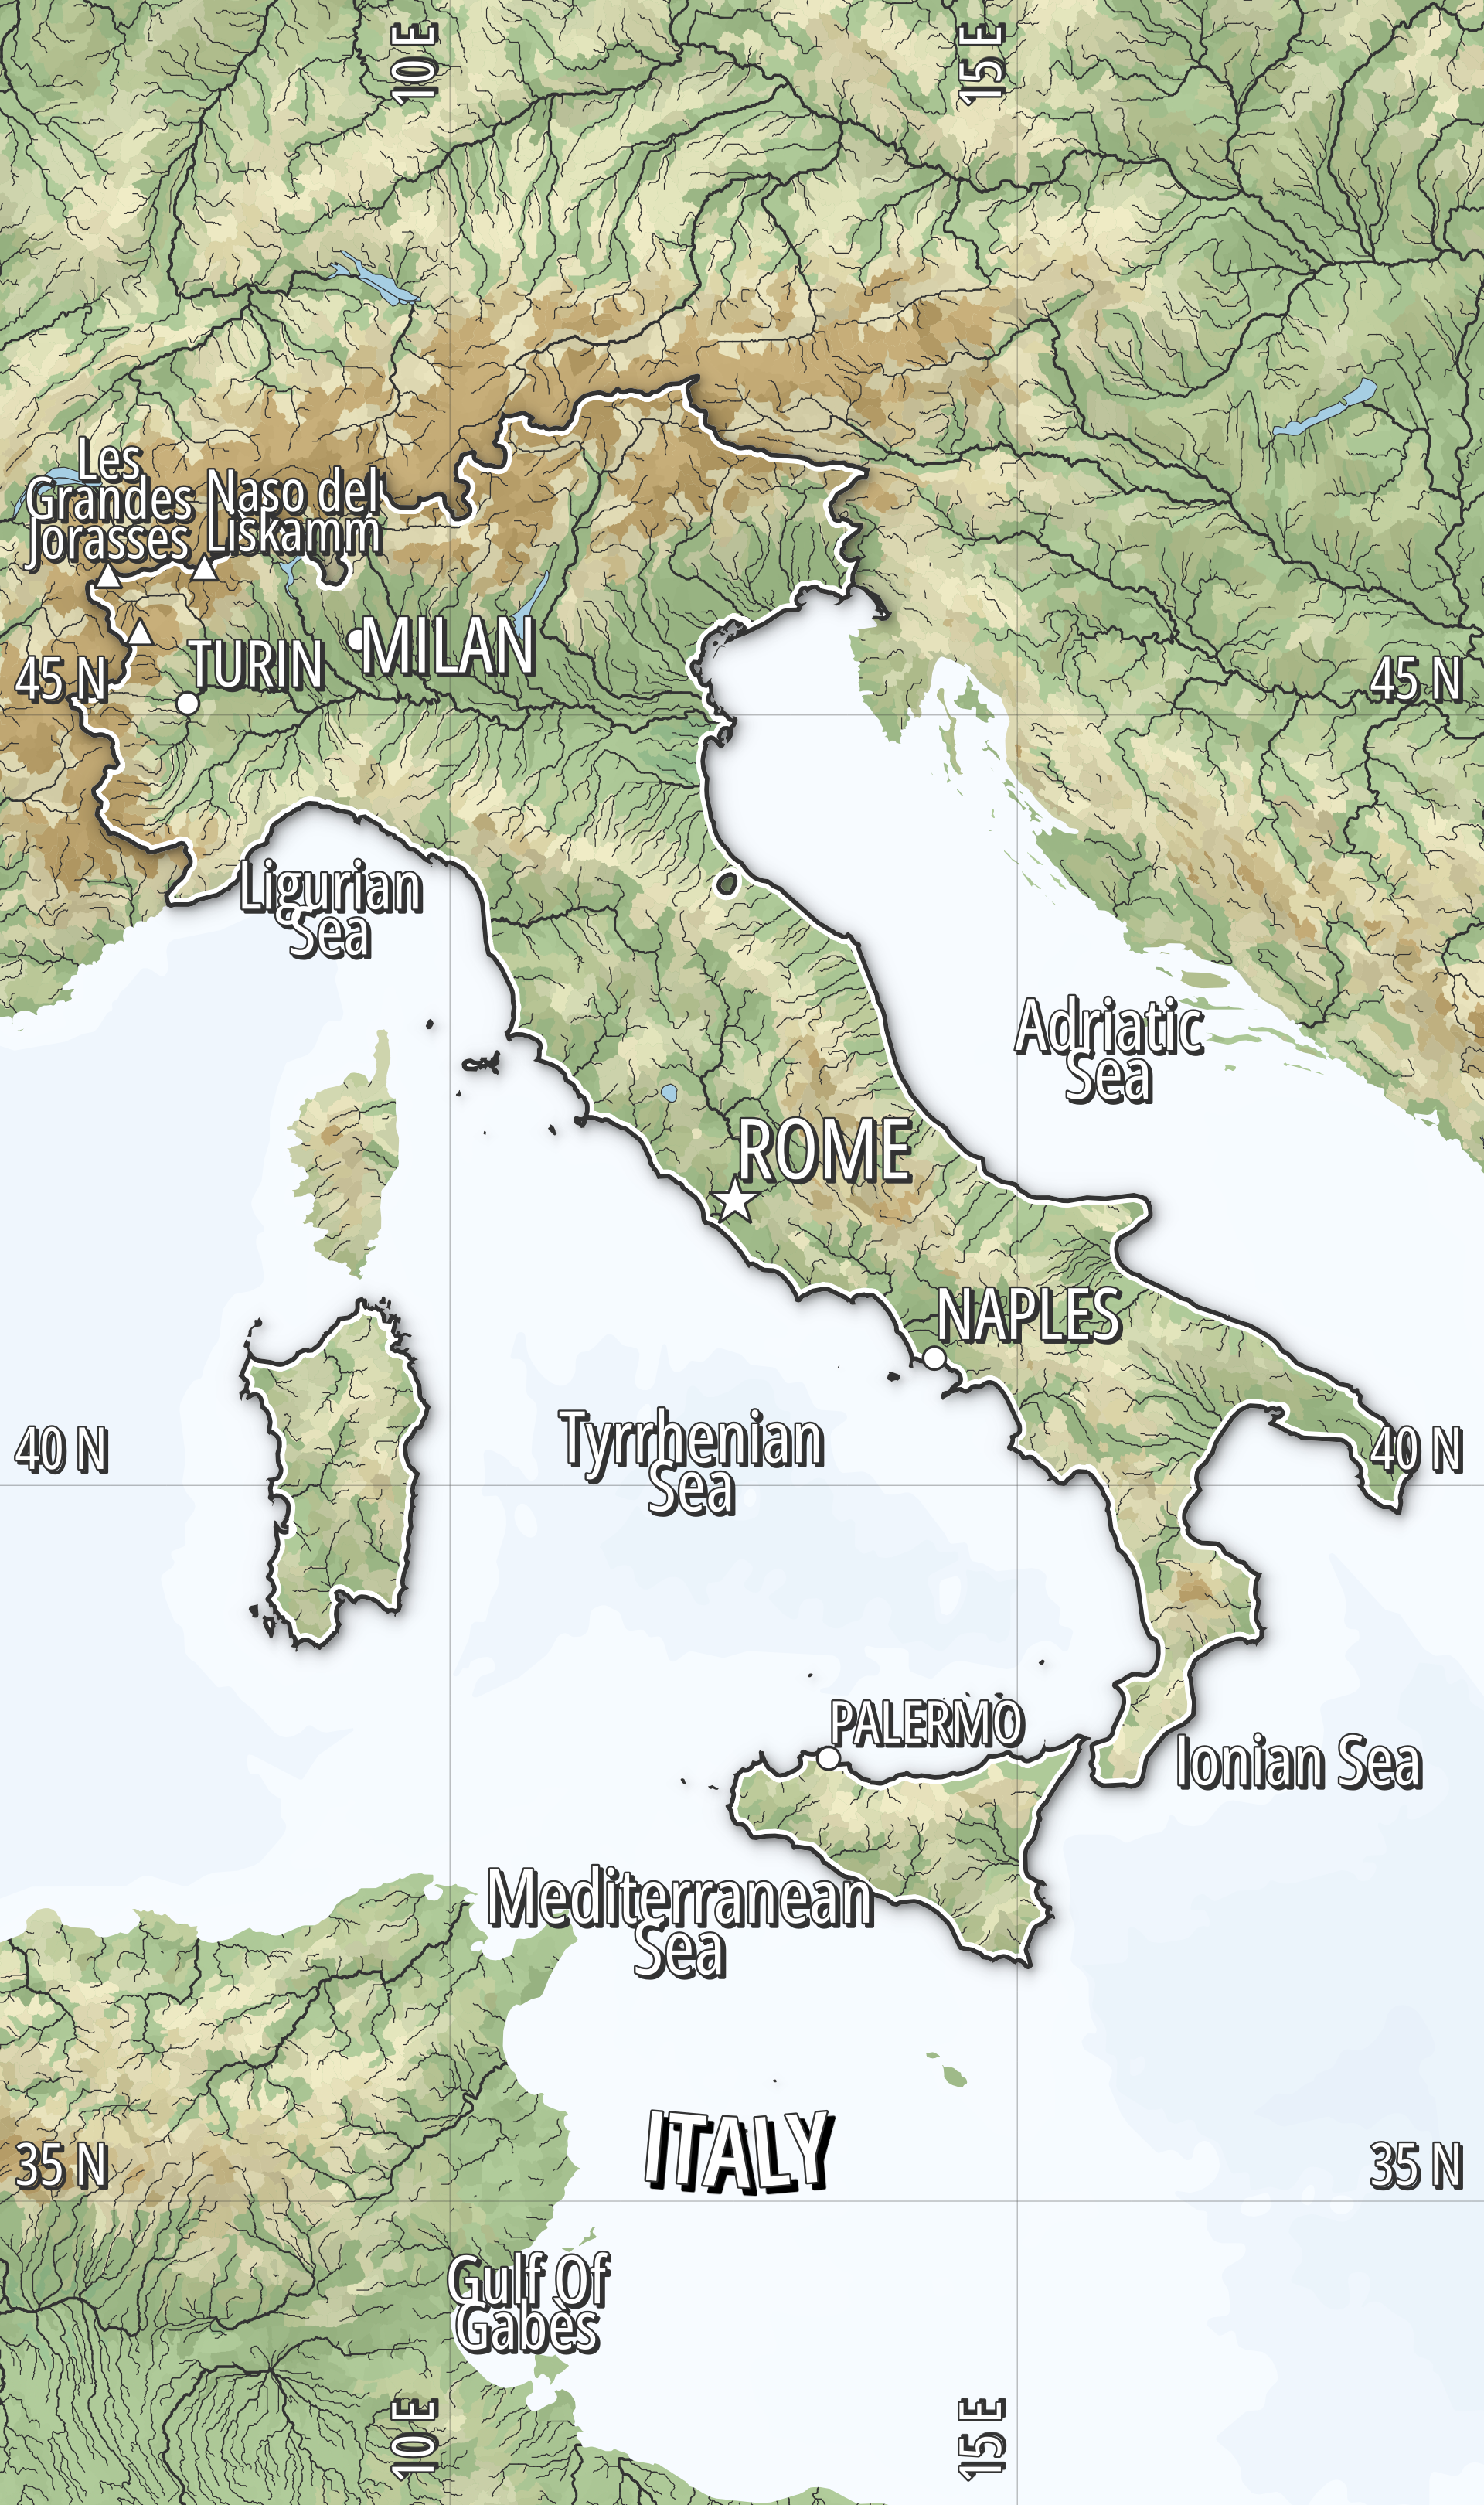 10 E
15 E
Les
Grandes
Jorasses
Naso del
Liskamm
MILAN
TURIN
45 N
45 N
Ligurian
Sea
Adriatic
Sea
ROME
NAPLES
Tyrrhenian
Sea
40 N
40 N
PALERMO
Ionian Sea
Mediterranean
Sea
ITALY
35 N
35 N
Gulf Of
Gabès
10 E
15 E